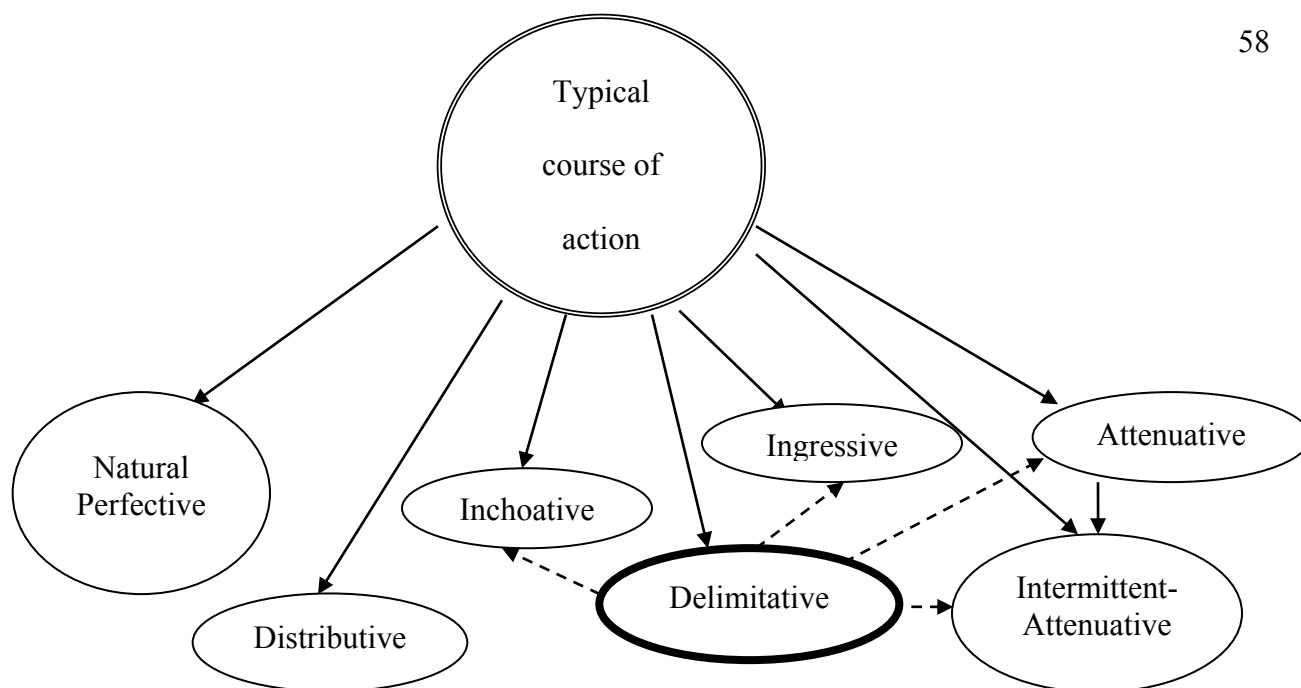 58
Typical
course of
action
Natural
Perfective
Distributive
Inchoative
Ingressive
Delimitative
Attenuative
Intermittent-
Attenuative